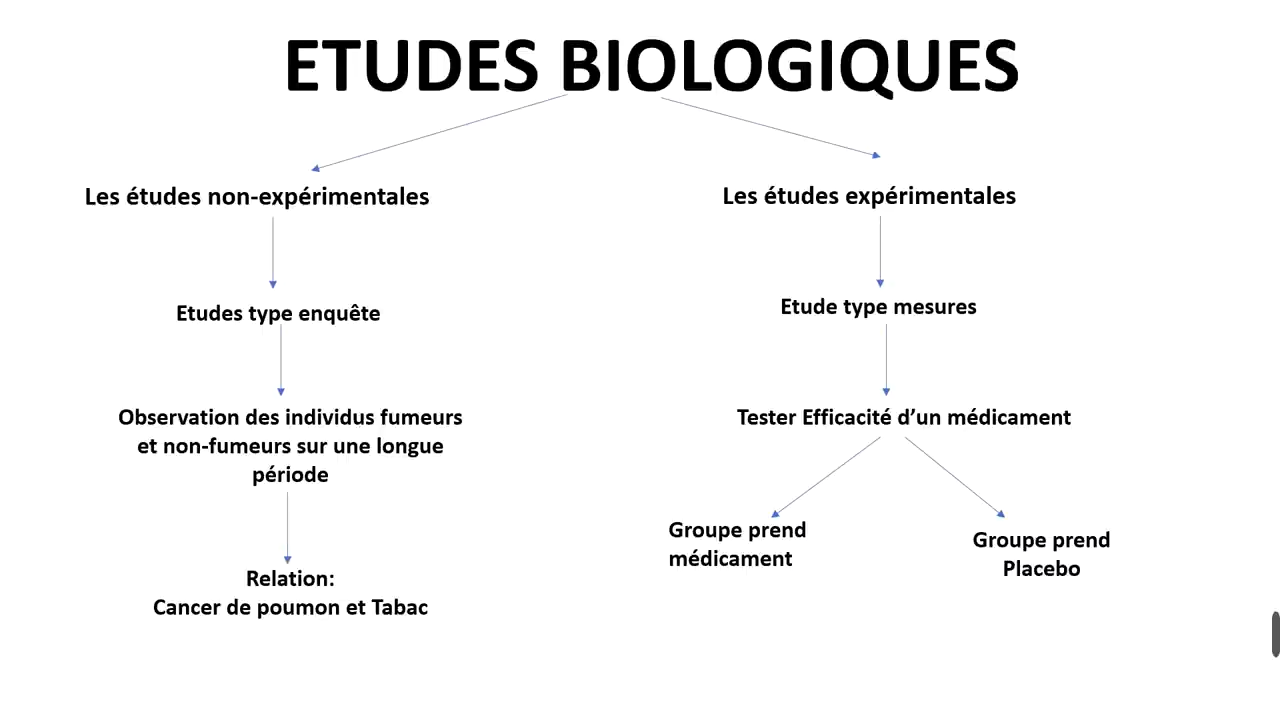 ETUDES BIOLOGIQUES
Les études non-expérimentales
Les études expérimentales
Etudes type enquête
Etude type mesures
Observation des individus fumeurs
et non-fumeurs sur une longue
période
Tester Efficacité d’un médicament
Groupe prend
médicament
Groupe prend
Placebo
Relation:
Cancer de poumon et Tabac